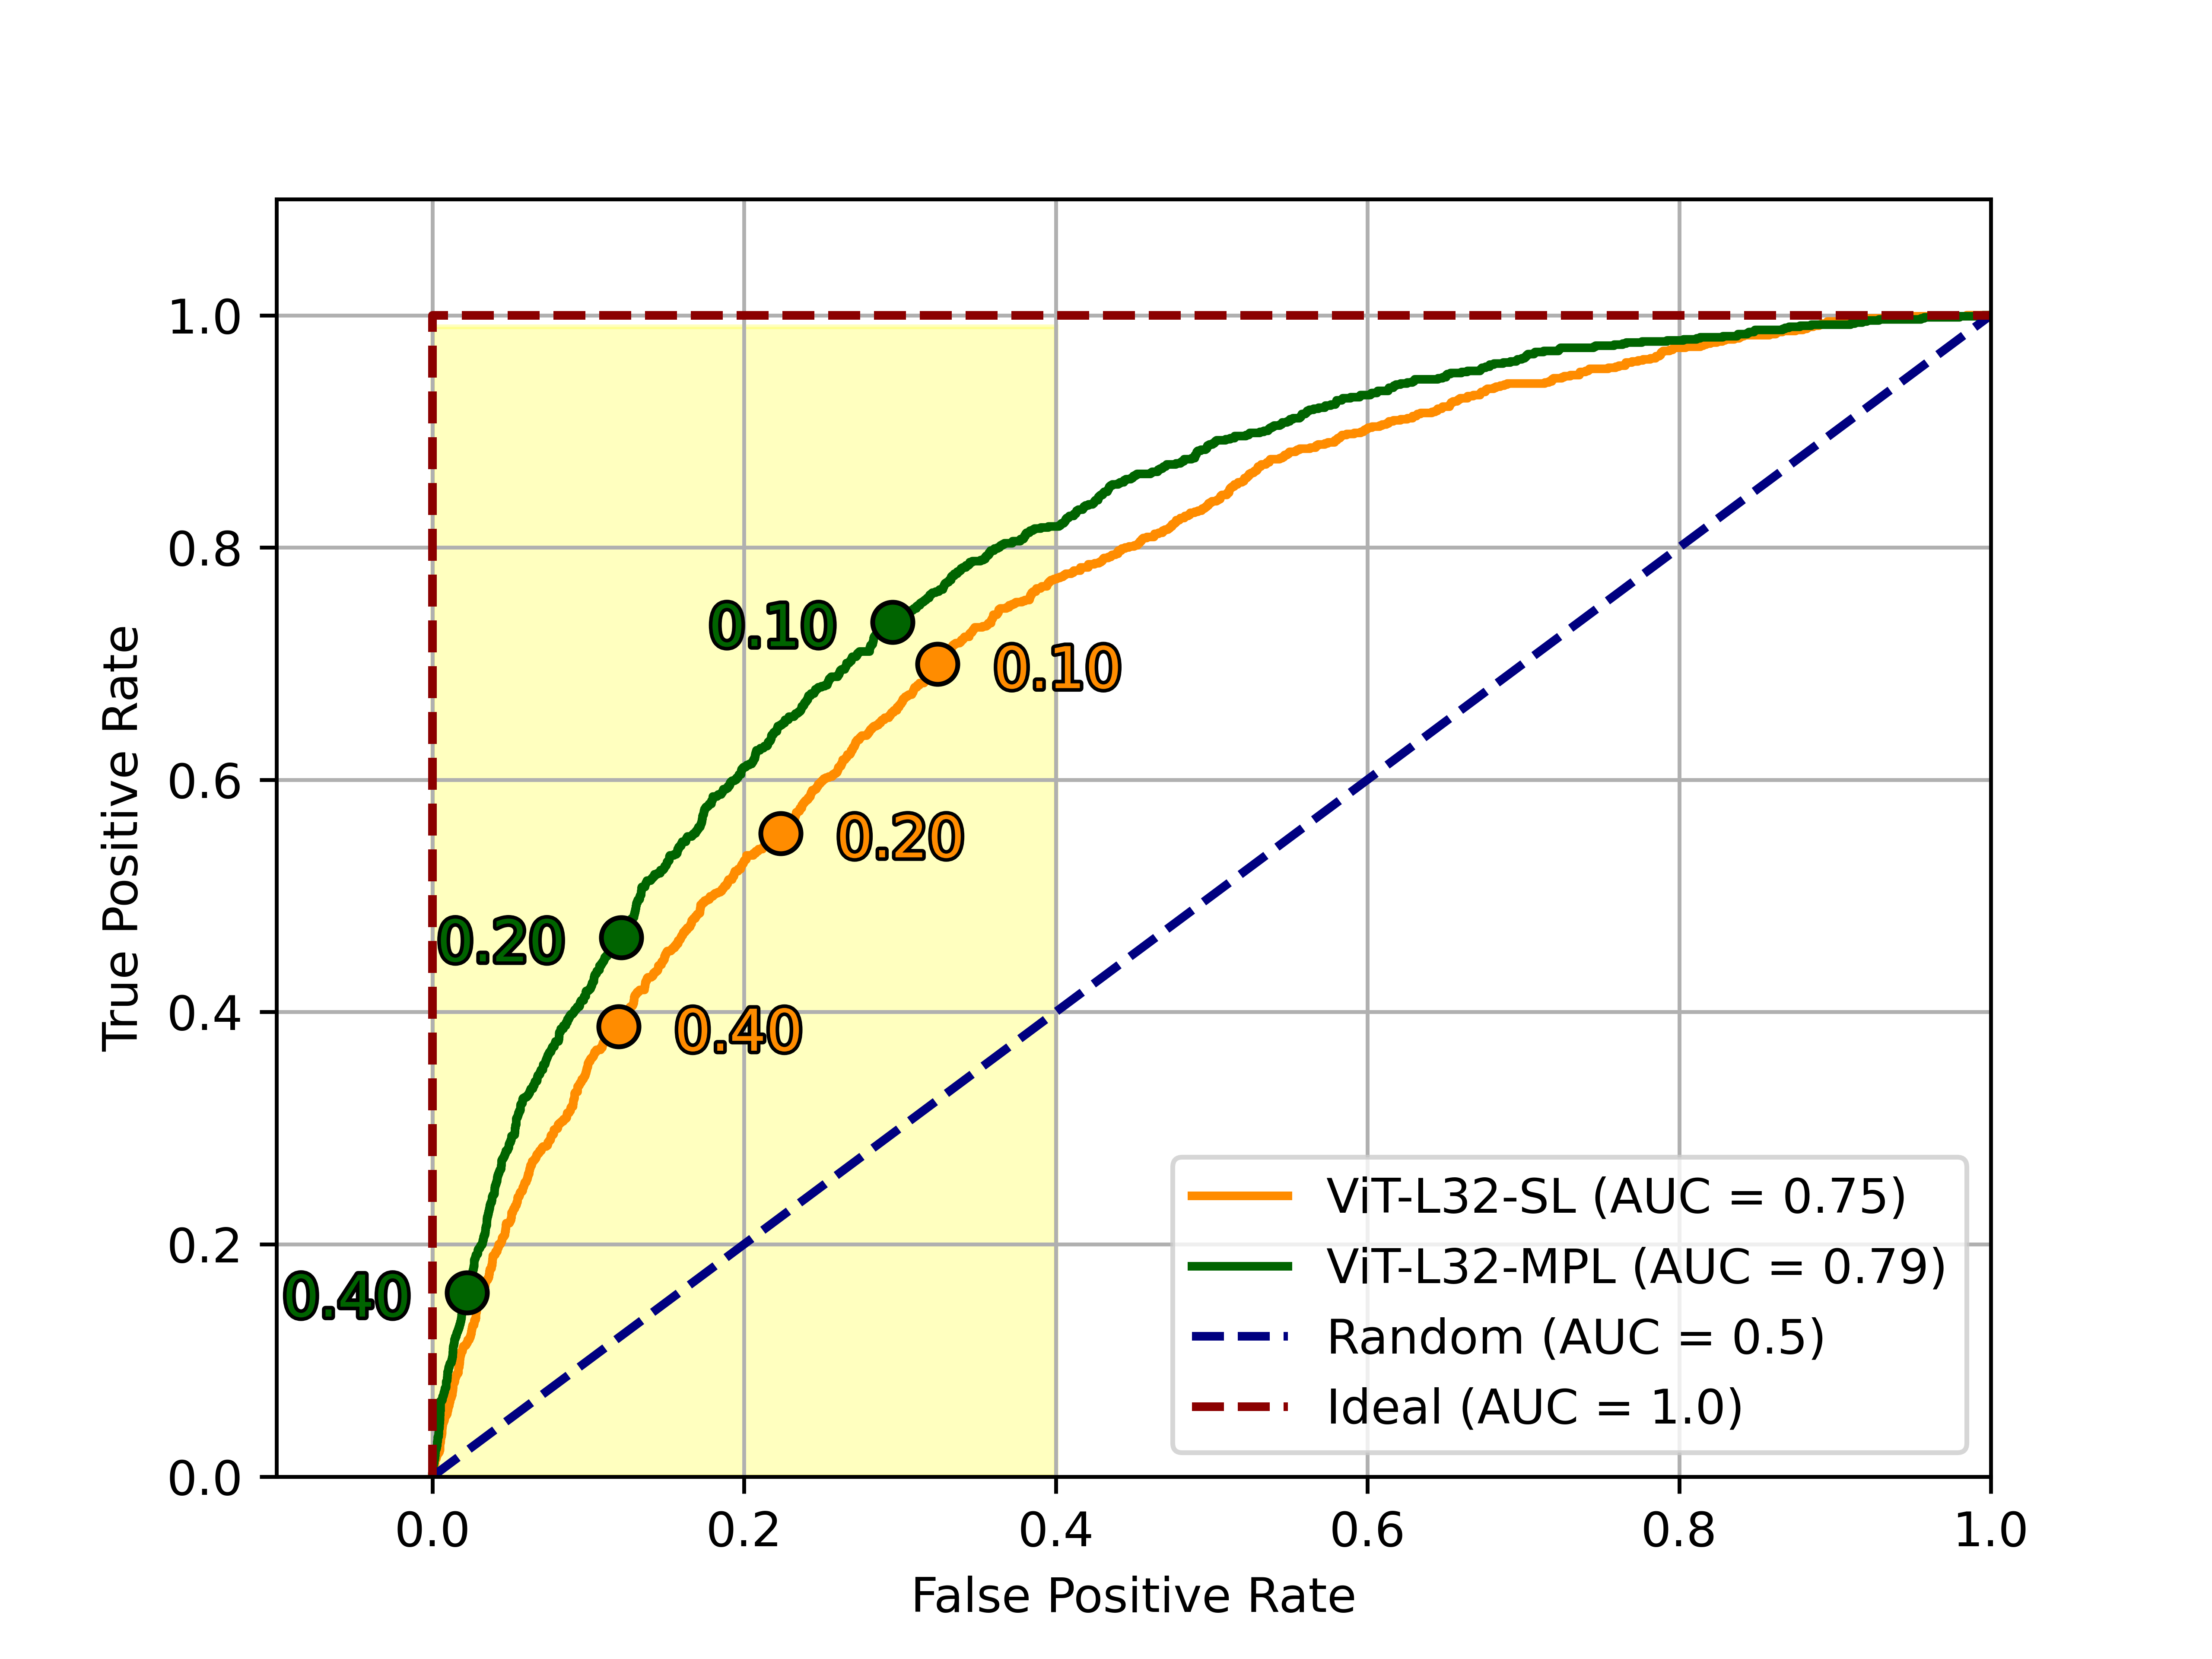 1.0
0.8
0.6
0.4
0.2
0.0
True Positive Rate
0.10
0.10
0.20
0.20
0.40
0.40
ViT-L32-SL (AUC = 0.75)
ViT-L32-MPL (AUC = 0.79)
Random (AUC = 0.5)
Ideal (AUC = 1.0)
0.0 0.2 0.4 0.6 0.8 1.0
False Positive Rate